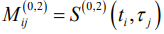 M_{ij}^{(0,2)} = S^{(0,2)}(t_i, τ_j)